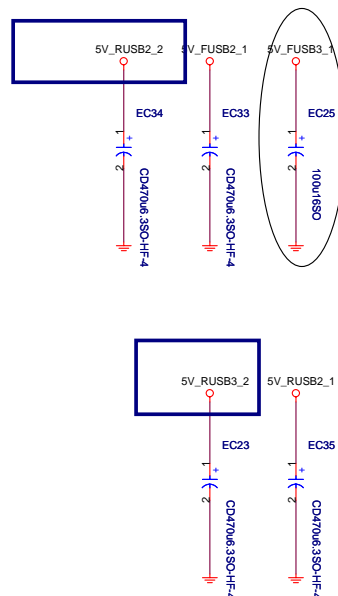 5V_RUSB2_2
5V_FUSB2_1
5V_FUSB3_1
EC34
EC33
EC25
1
+
2
CD470u6.3SO-HF-4
1
+
2
CD470u6.3SO-HF-4
1
+
2
100u16SO
5V_RUSB3_2
5V_RUSB2_1
EC23
EC35
1
+
2
CD470u6.3SO-HF-4
1
+
2
CD470u6.3SO-HF-4